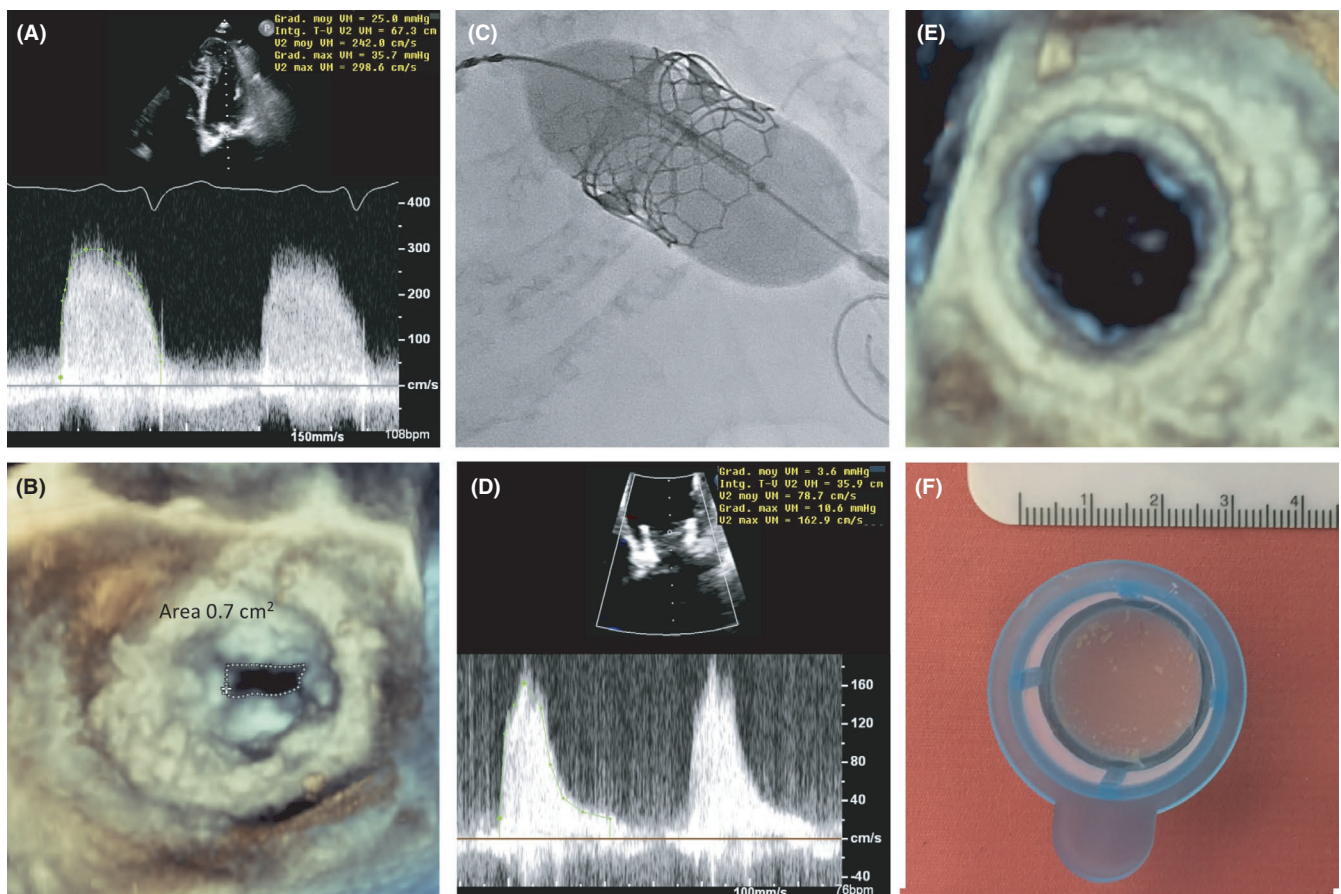 (A)
P
Grad. moy VM = 25.0 mmHg
Intg. T-V V2 VM = 67.3 cm
V2 moy VM = 242.0 cm/s
Grad. max VM = 35.7 mmHg
V2 max VM = 298.6 cm/s
400
300
200
100
cm/s
150mm/s
108bpm
(C)
(E)
(B)
Area 0.7 cm²
(D)
Grad. moy VM = 3.6 mmHg
Intg. T-V V2 VM = 35.9 cm
V2 moy VM = 78.7 cm/s
Grad. max VM = 10.6 mmHg
V2 max VM = 162.9 cm/s
160
120
80
40
cm/s
-40
100mm/s
76bpm
(F)
1 2 3 4